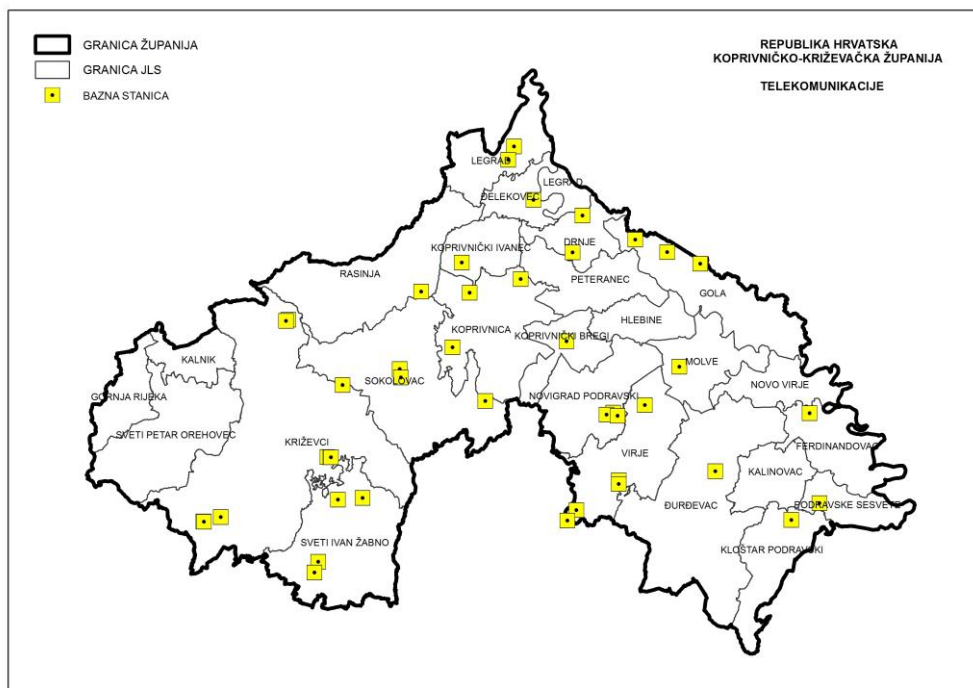 GRANICA ŽUPANIJA
GRANICA JLS
BAZNA STANICA
REPUBLIKA HRVATSKA
KOPRIVNIČKO-KRIŽEVAČKA ŽUPANIJA
TELEKOMUNIKACIJE
LEGRAD
LEGRAD
ĐELEKOVEC
KOPRIVNIČKI IVANEC
DRNJE
RASINJA
PETERANEC
GOLA
HLEBINE
KOPRIVNICA
KOPRIVNIČKI BREGI
KALNIK
MOLVE
SOKOLOVAC
NOVO VIRJE
GORNJA RIJEKA
NOVIGRAD PODRAVSKI
SVETI PETAR OREHOVEC
KRIŽEVCI
FERDINANDOVAC
VIRJE
KALINOVAC
ĐURĐEVAC
PODRAVSKE SESVETE
SVETI IVAN ŽABNO
KLOŠTAR PODRAVSKI